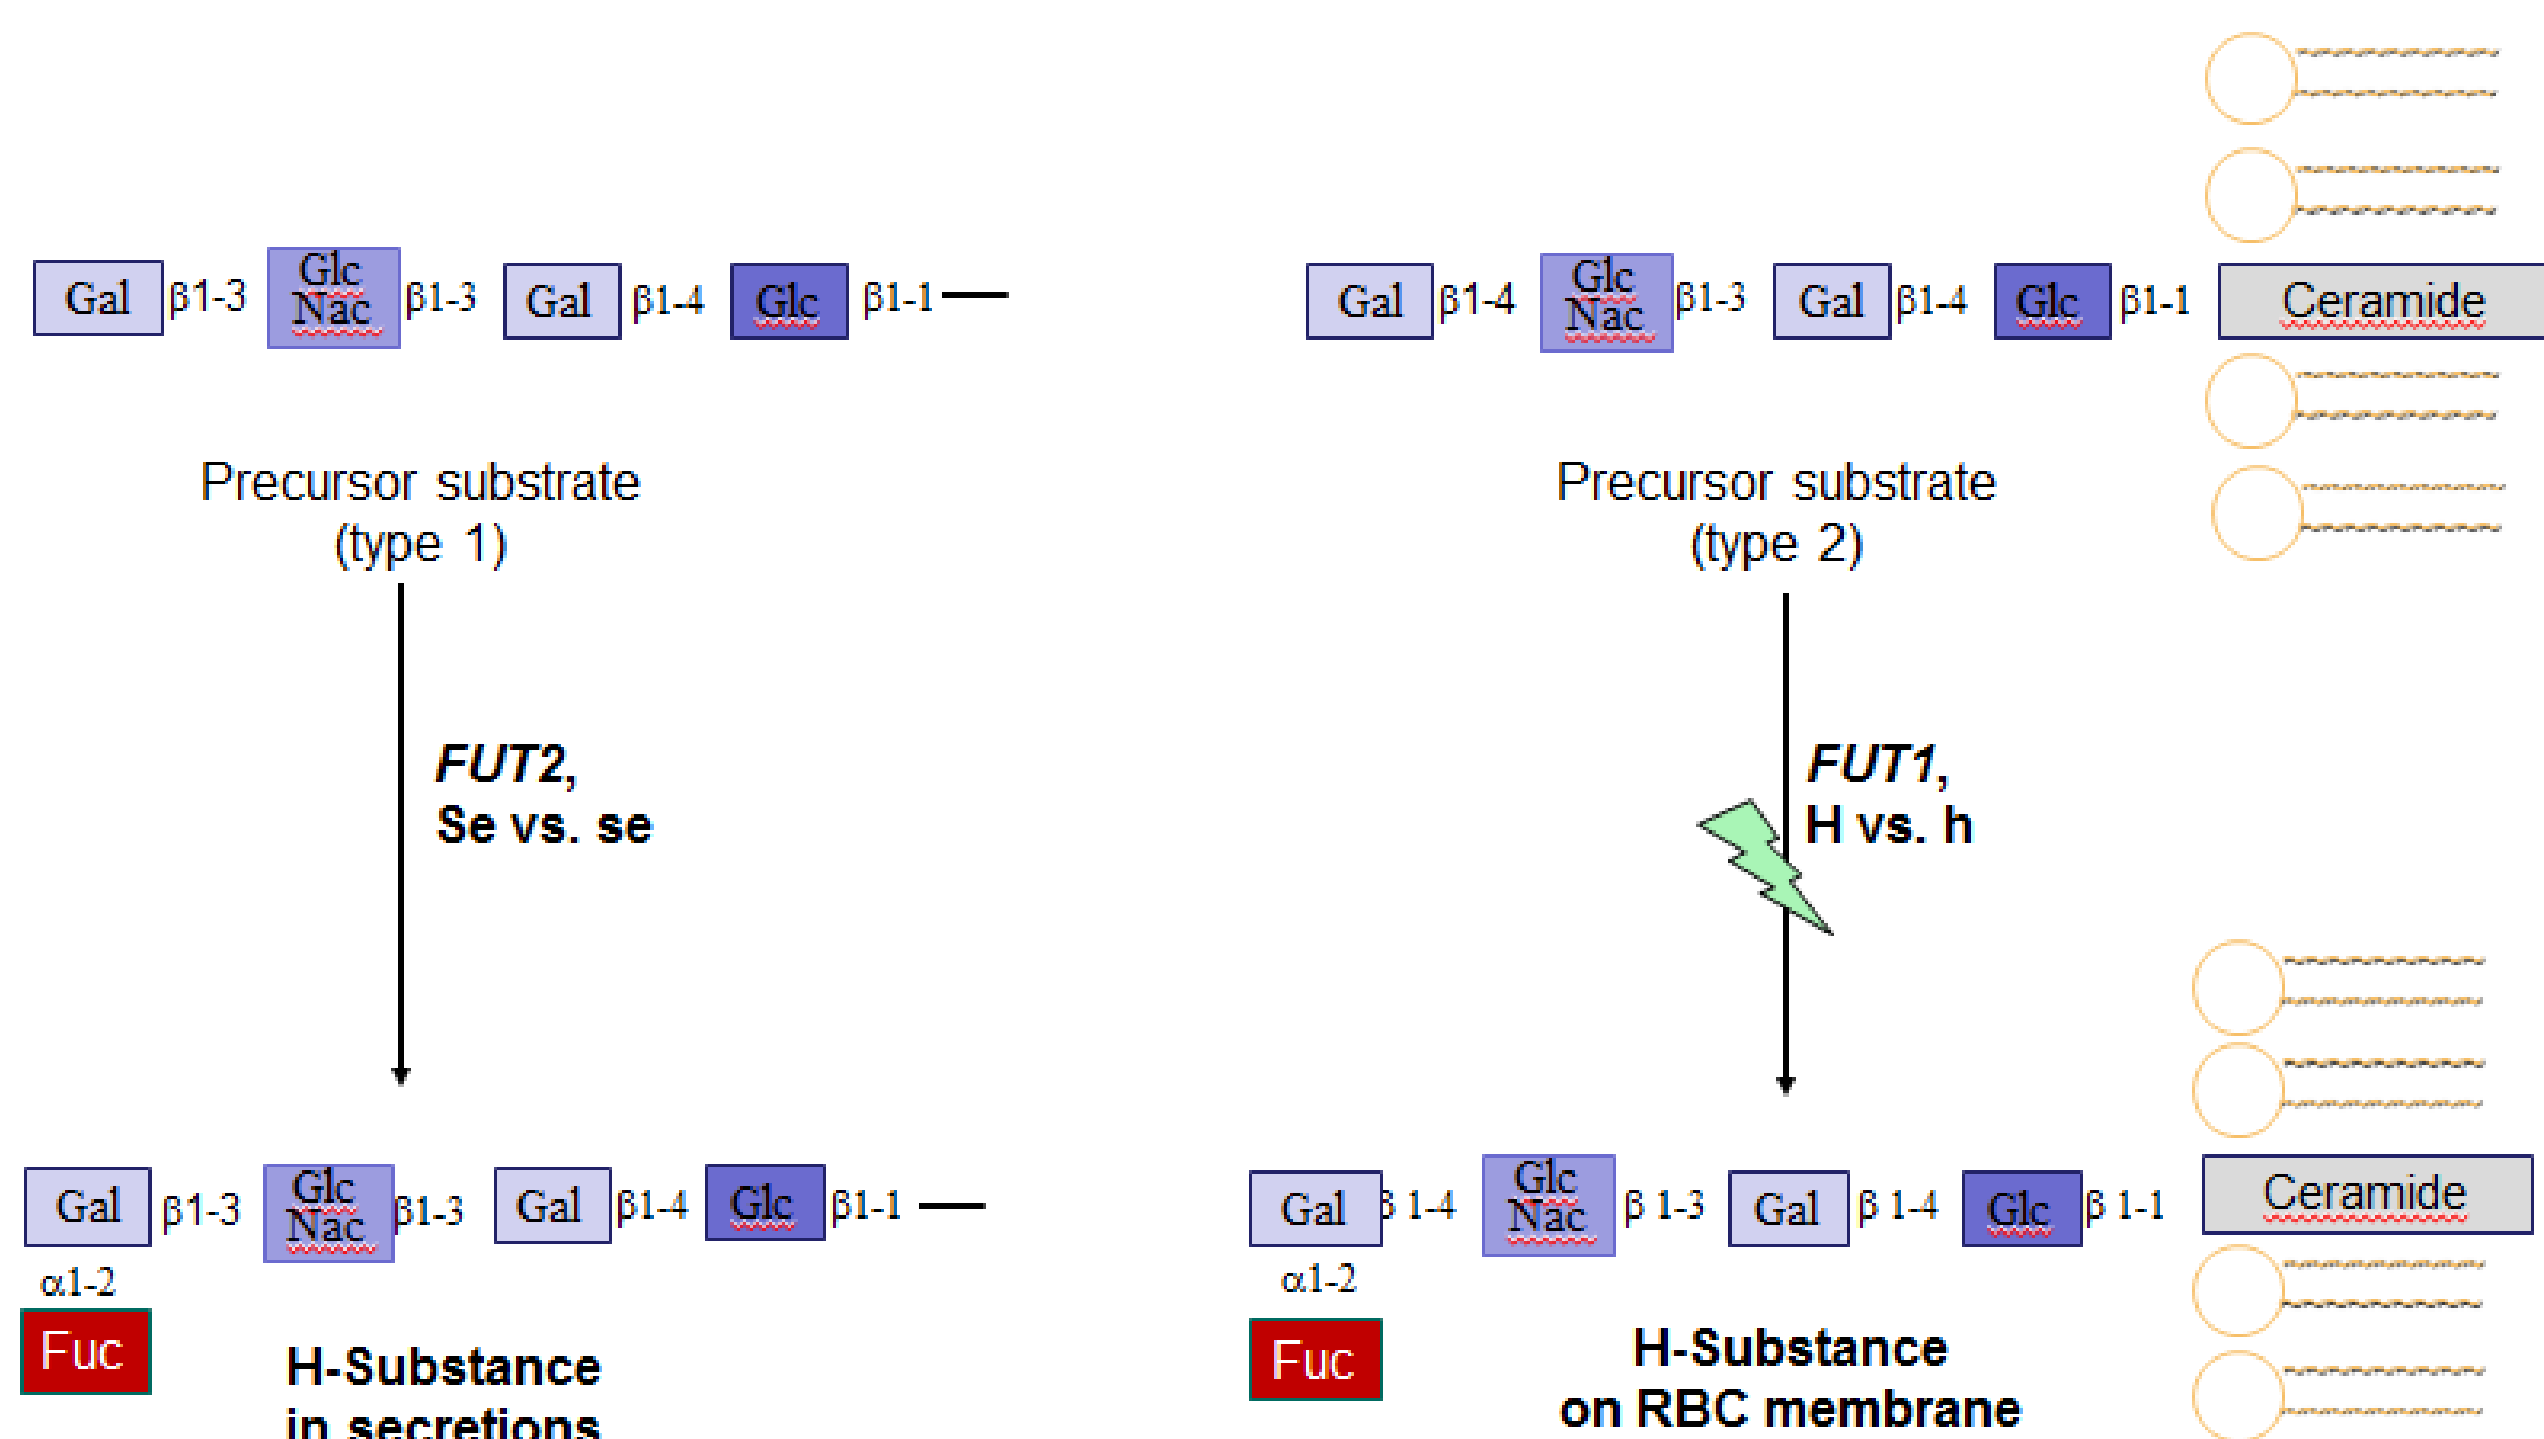 Gal β1-3 Glc Nac β1-3 Gal β1-4 Glc β1-1
Gal β1-4 Glc Nac β1-3 Gal β1-4 Glc β1-1 Ceramide
Precursor substrate
(type 1)
Precursor substrate
(type 2)
FUT2,
Se vs. se
FUT1,
H vs. h
Gal β1-3 Glc Nac β1-3 Gal β1-4 Glc β1-1
α1-2
Fuc
H-Substance
in secretions
Gal β 1-4 Glc Nac β 1-3 Gal β 1-4 Glc β 1-1 Ceramide
α1-2
Fuc
H-Substance
on RBC membrane